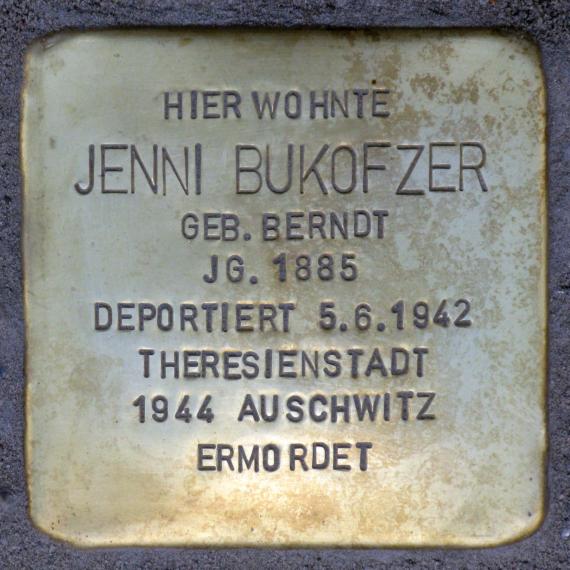 HIER WOHNTE
JENNI BUKOFZER
GEB. BERNDT
JG. 1885
DEPORTIERT 5.6.1942
THERESIENSTADT
1944 AUSCHWITZ
ERMORDET